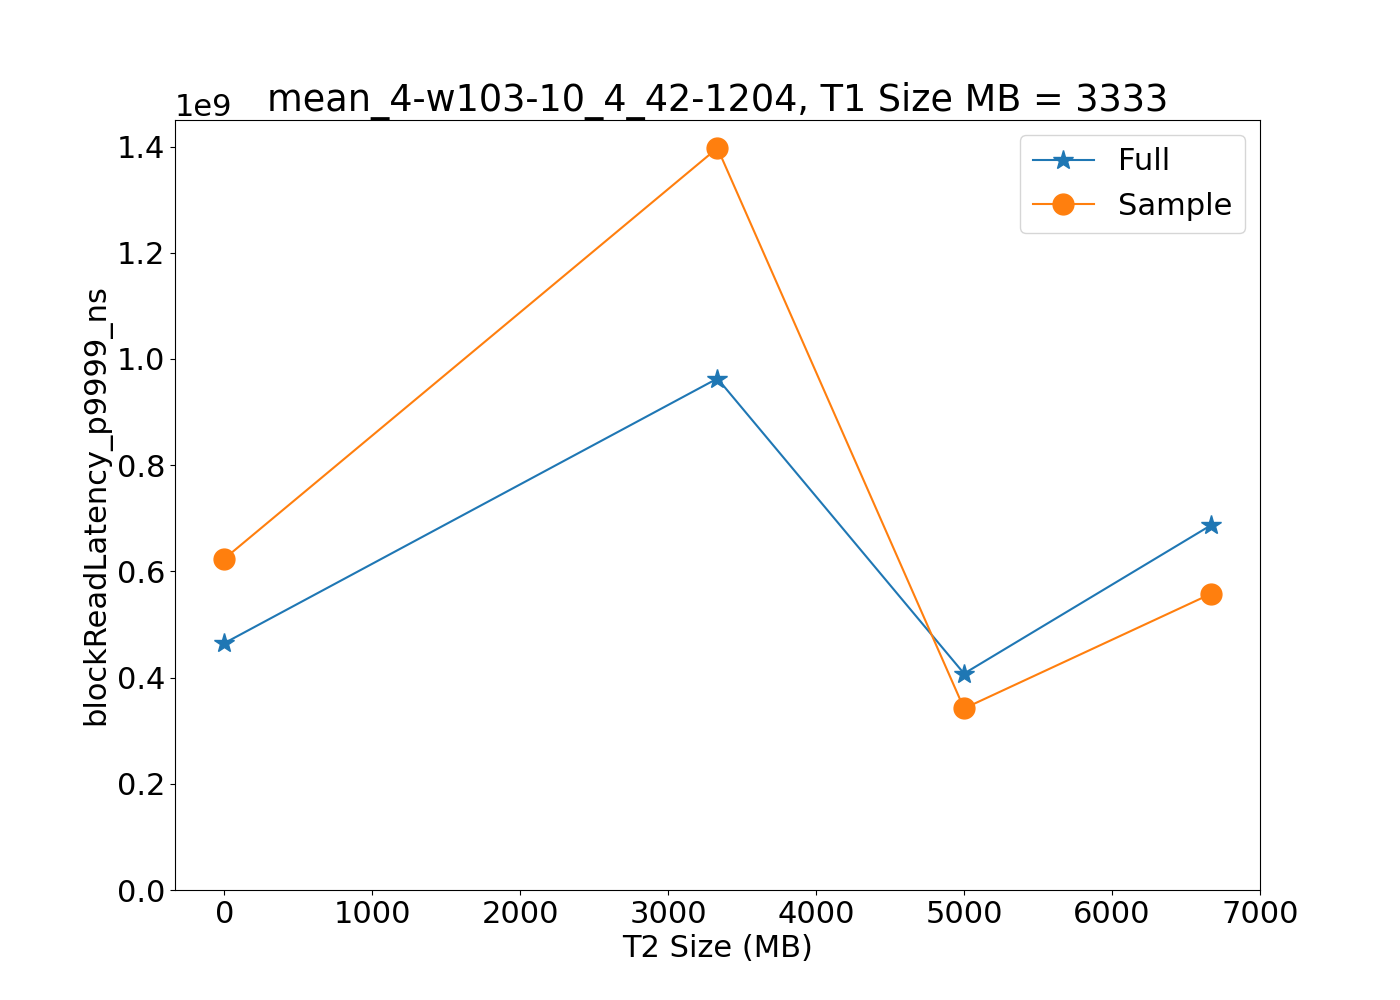 1e9
mean_4-w103-10_4_42-1204, T1 Size MB = 3333
Full
Sample
blockReadLatency_p9999_ns
1.4
1.2
1.0
0.8
0.6
0.4
0.2
0.0
0 1000 2000 3000 4000 5000 6000 7000
T2 Size (MB)